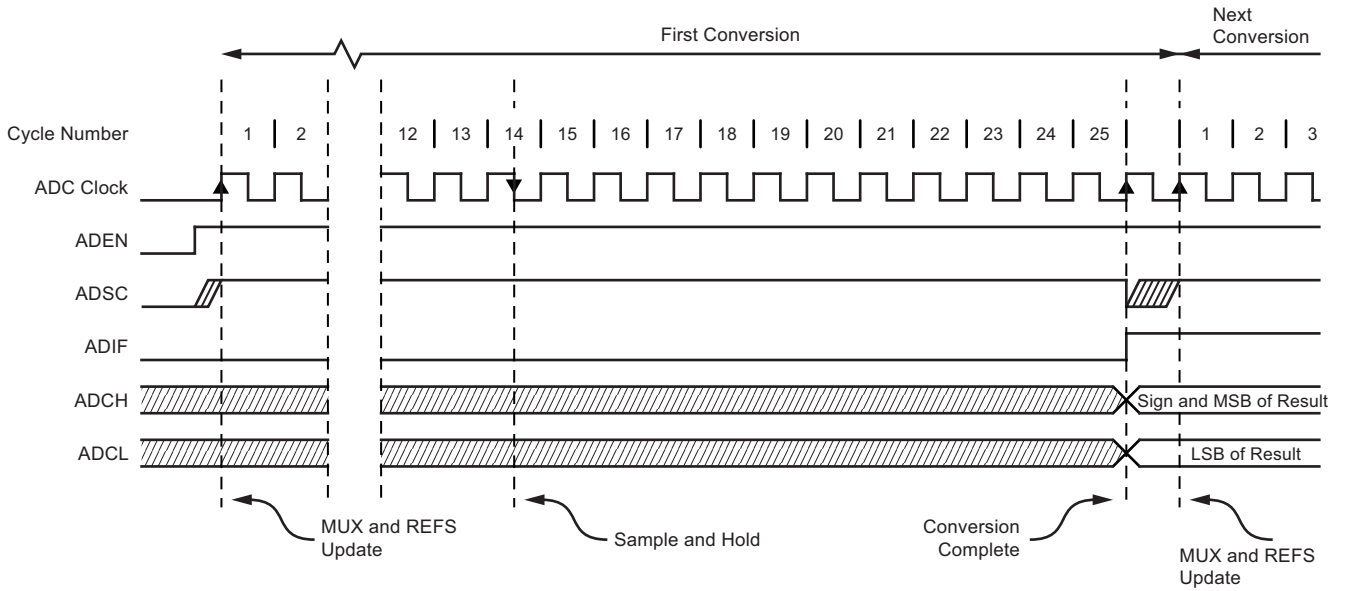 First Conversion
Next
Conversion
Cycle Number
1 2 12 13 14 15 16 17 18 19 20 21 22 23 24 25 1 2 3
ADC Clock
ADEN
ADSC
ADIF
ADCH
Sign and MSB of Result
ADCL
LSB of Result
MUX and REFS
Update
Sample and Hold
Conversion
Complete
MUX and REFS
Update